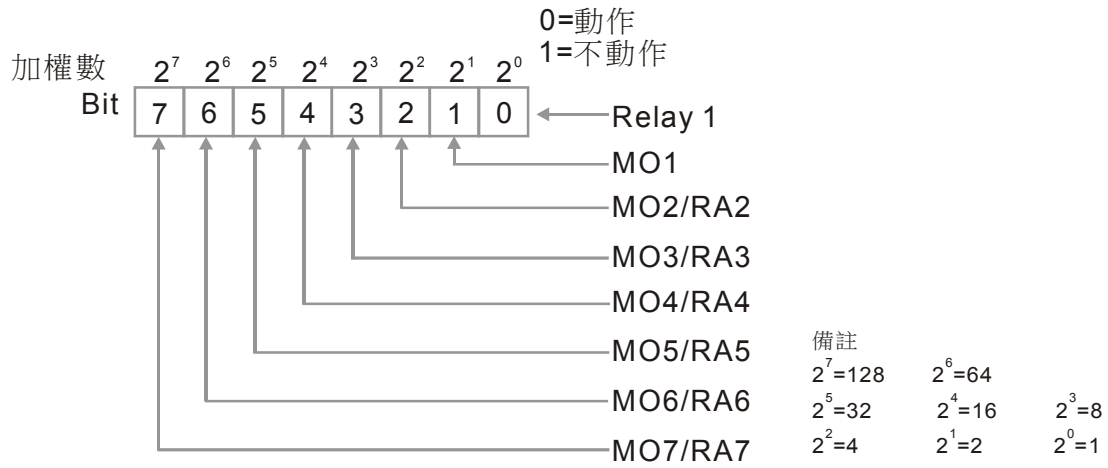 0=動作
1=不動作
加權數 2⁷ 2⁶ 2⁵ 2⁴ 2³ 2² 2¹ 2⁰
Bit 7 6 5 4 3 2 1 0
Relay 1
MO1
MO2/RA2
MO3/RA3
MO4/RA4
MO5/RA5
MO6/RA6
MO7/RA7
備註
2⁷=128 2⁶=64
2⁵=32 2⁴=16 2³=8
2²=4 2¹=2 2⁰=1